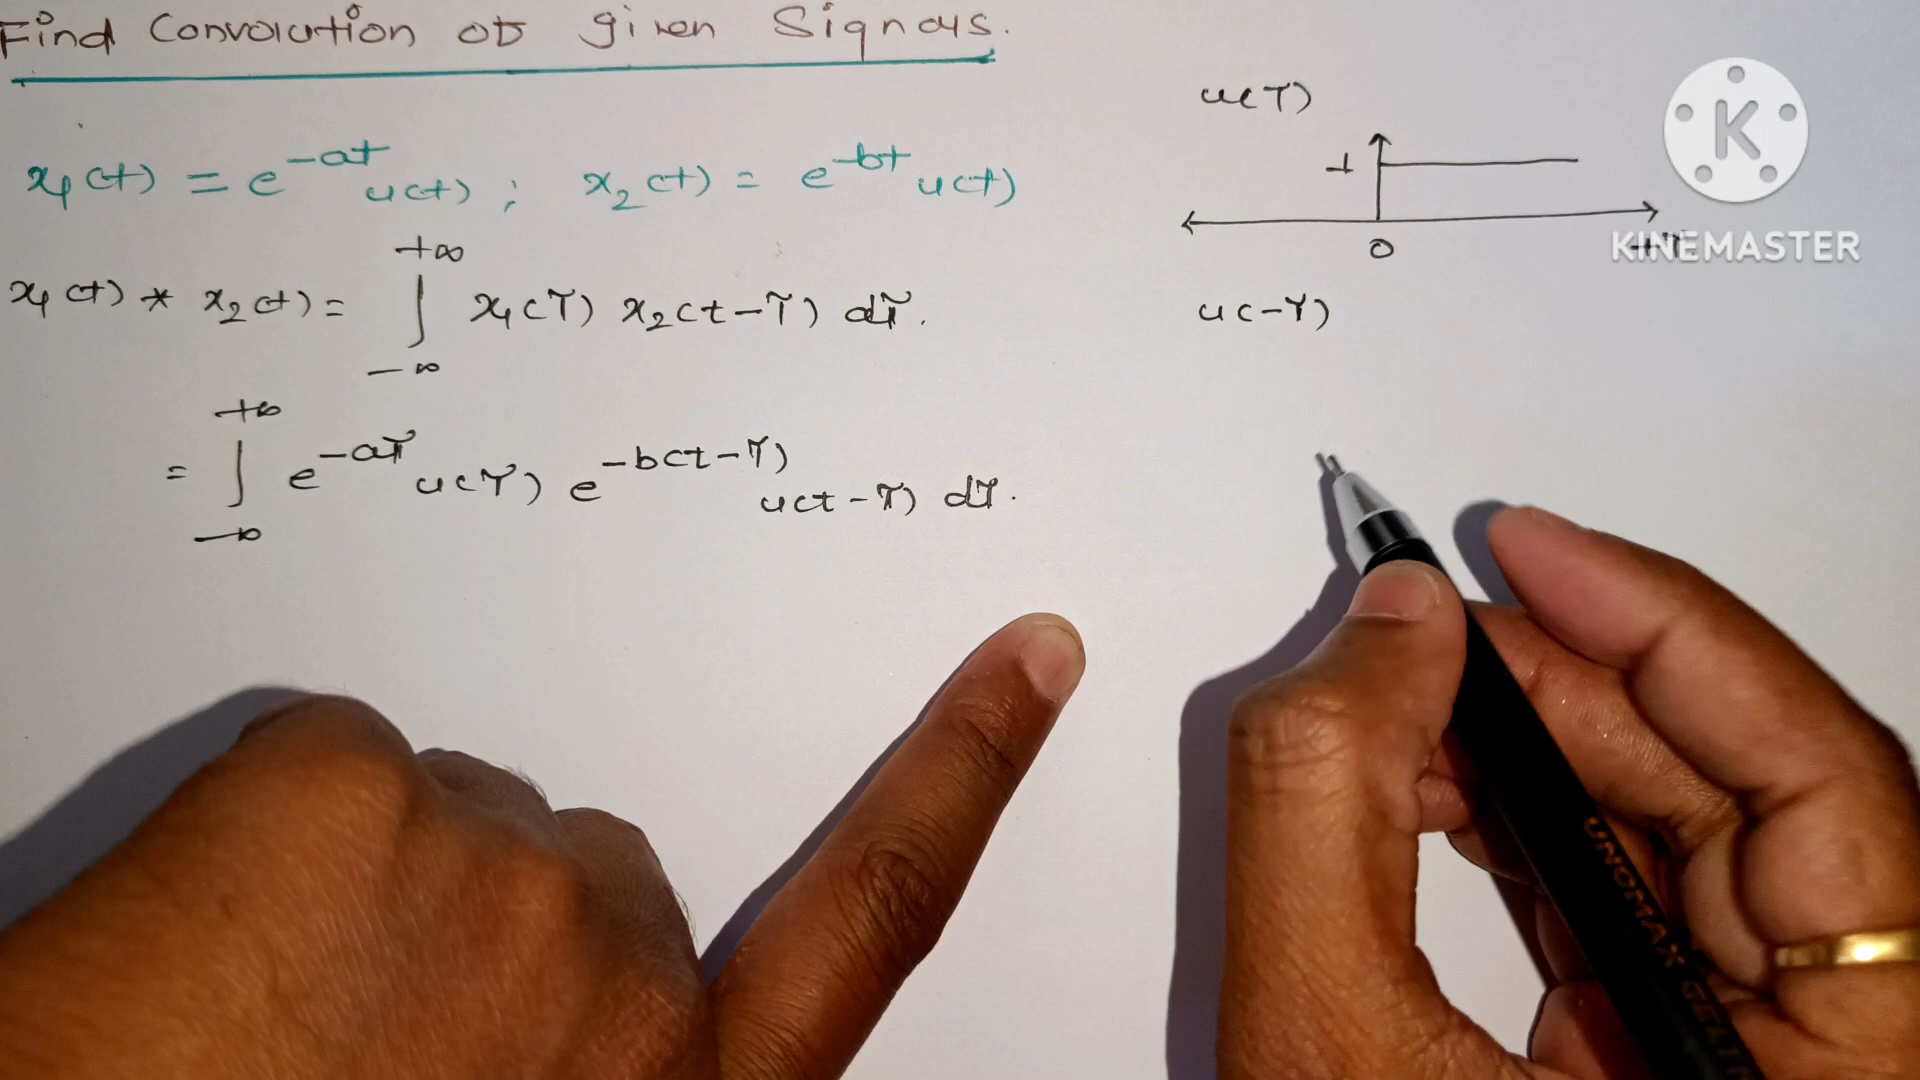 Find Convolution of given Signals.
x₁(t) = e^{-at} u(t) ; x₂(t) = e^{-bt} u(t)
x₁(t) * x₂(t) = ∫_{-∞}^{+∞} x₁(τ) x₂(t-τ) dτ.
= ∫_{-∞}^{+∞} e^{-aτ} u(τ) e^{-b(t-τ)} u(t-τ) dτ.
u(τ)
1
0
u(-τ)
K
KINEMASTER
UNOMAX